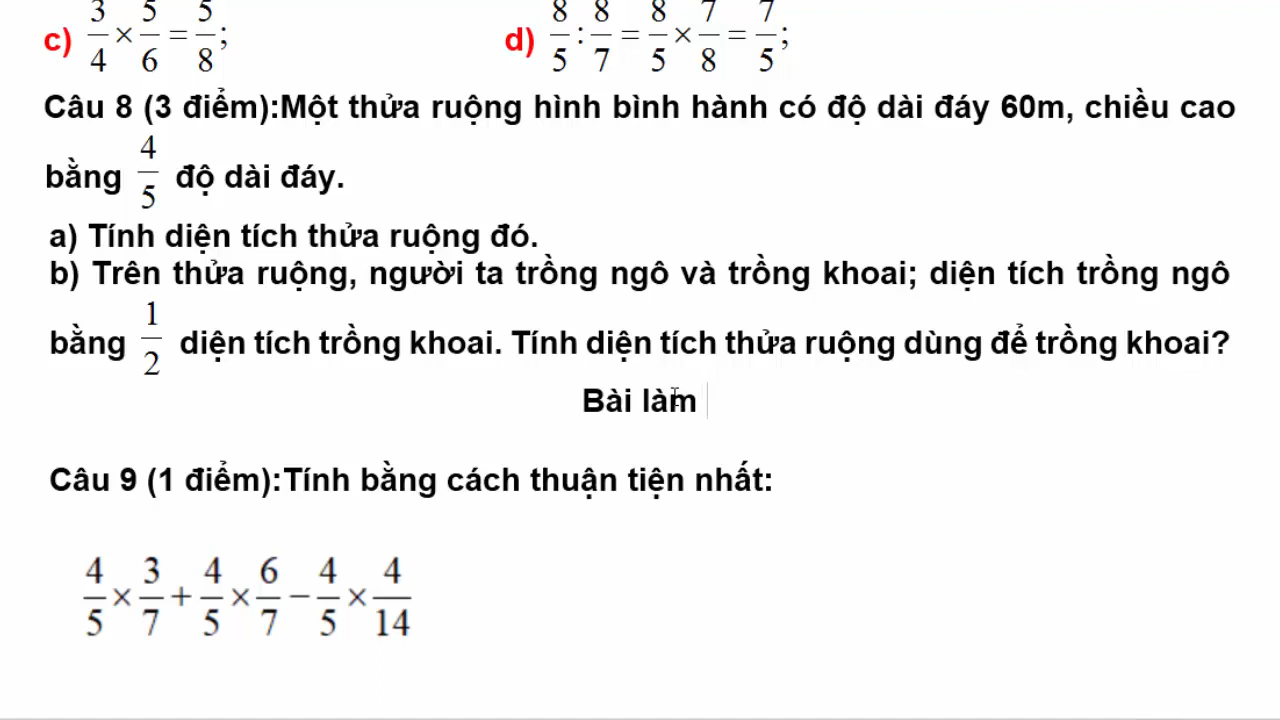 c) 3/4 × 5/6 = 5/8;
d) 8/5 : 8/7 = 8/5 × 7/8 = 7/5;
Câu 8 (3 điểm):Một thửa ruộng hình bình hành có độ dài đáy 60m, chiều cao
bằng 4/5 độ dài đáy.
a) Tính diện tích thửa ruộng đó.
b) Trên thửa ruộng, người ta trồng ngô và trồng khoai; diện tích trồng ngô
bằng 1/2 diện tích trồng khoai. Tính diện tích thửa ruộng dùng để trồng khoai?
Bài làm
Câu 9 (1 điểm):Tính bằng cách thuận tiện nhất:
4/5 × 3/7 + 4/5 × 6/7 − 4/5 × 4/14